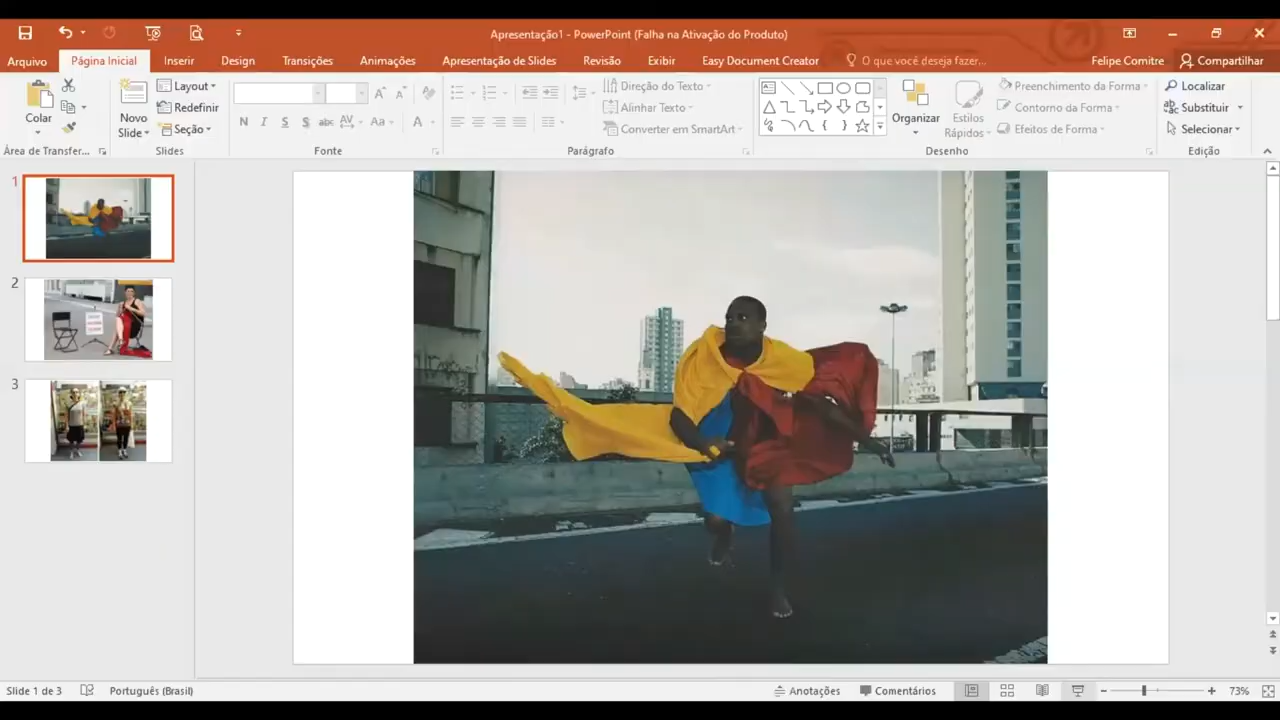 Apresentação1 - PowerPoint (Falha na Ativação do Produto)
Arquivo Página Inicial Inserir Design Transições Animações Apresentação de Slides Revisão Exibir Easy Document Creator O que você deseja fazer... Felipe Comitre Compartilhar
Colar
Novo Slide
Layout
Redefinir
Seção
N I S S abc AV Aa A
Direção do Texto
Alinhar Texto
Converter em SmartArt
Organizar
Estilos Rápidos
Preenchimento da Forma
Contorno da Forma
Efeitos de Forma
Localizar
Substituir
Selecionar
Área de Transfer... Slides Fonte Parágrafo Desenho Edição
1
2
3
Slide 1 de 3 Português (Brasil) Anotações Comentários 73%